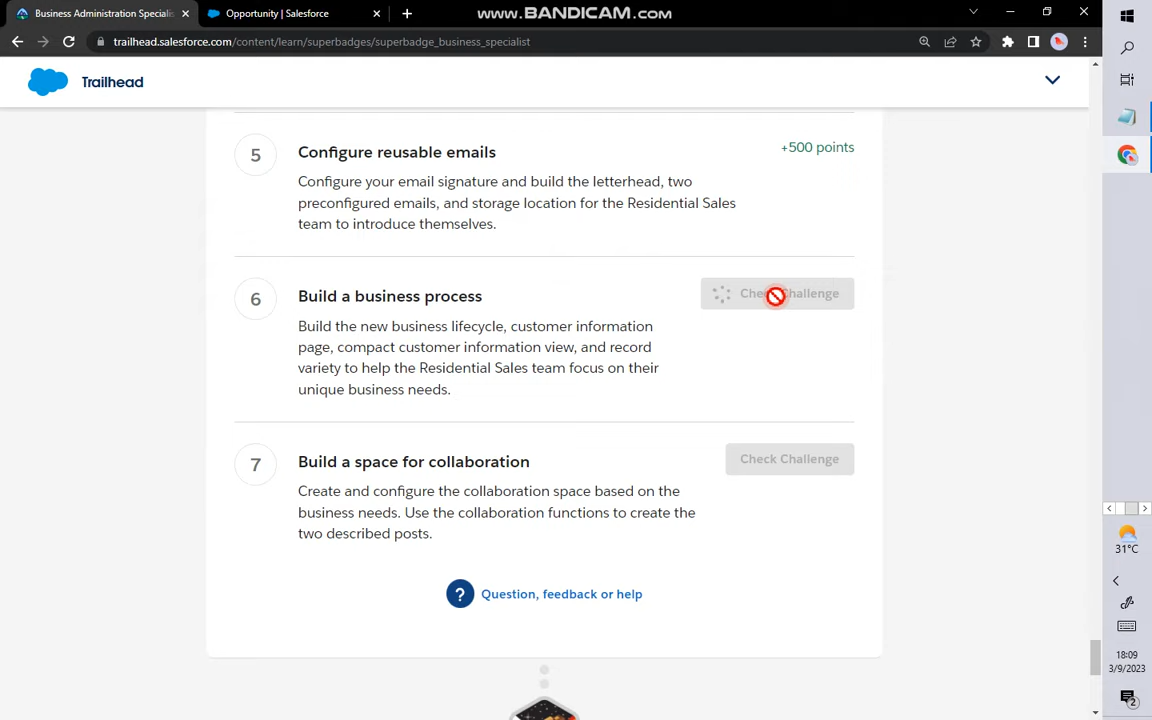 Business Administration Specialis
Opportunity | Salesforce
www.BANDICAM.com
trailhead.salesforce.com/content/learn/superbadges/superbadge_business_specialist
Trailhead
5
Configure reusable emails
+500 points
Configure your email signature and build the letterhead, two
preconfigured emails, and storage location for the Residential Sales
team to introduce themselves.
6
Build a business process
Check Challenge
Build the new business lifecycle, customer information
page, compact customer information view, and record
variety to help the Residential Sales team focus on their
unique business needs.
7
Build a space for collaboration
Check Challenge
Create and configure the collaboration space based on the
business needs. Use the collaboration functions to create the
two described posts.
? Question, feedback or help
31°C
18:09
3/9/2023
2